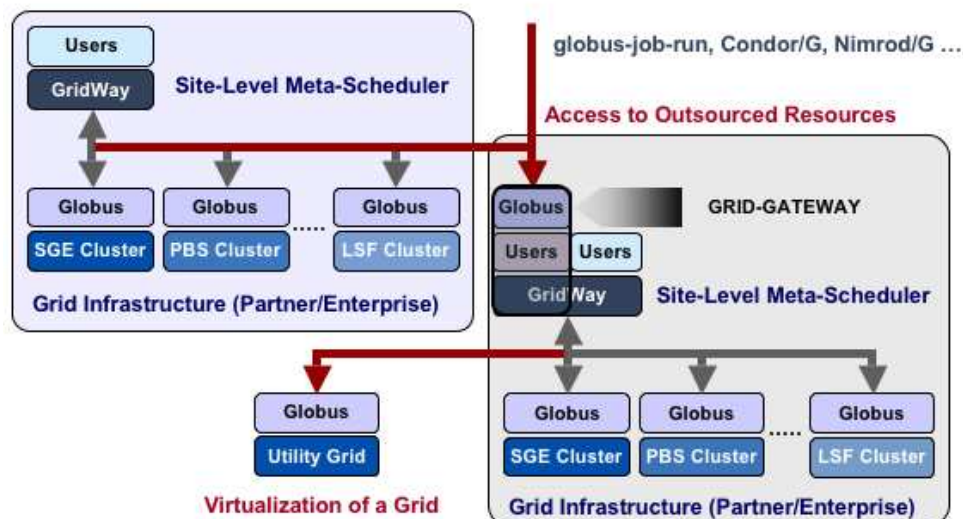 Users
GridWay
Site-Level Meta-Scheduler
globus-job-run, Condor/G, Nimrod/G ...
Access to Outsourced Resources
Globus
Globus
.....
Globus
SGE Cluster
PBS Cluster
LSF Cluster
Grid Infrastructure (Partner/Enterprise)
Globus
GRID-GATEWAY
Users
Users
GridWay
Site-Level Meta-Scheduler
Globus
Utility Grid
Virtualization of a Grid
Globus
Globus
.....
Globus
SGE Cluster
PBS Cluster
LSF Cluster
Grid Infrastructure (Partner/Enterprise)